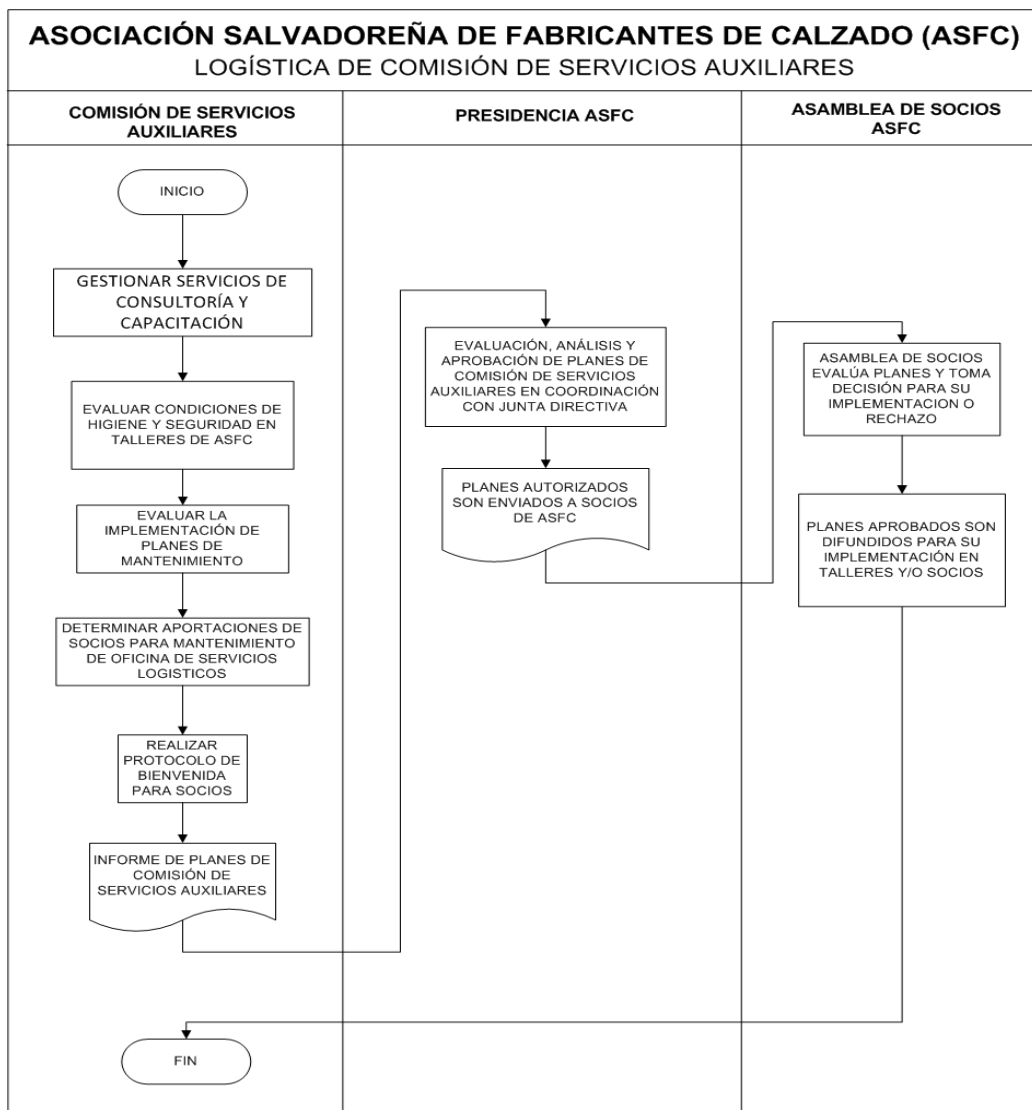 ASOCIACIÓN SALVADOREÑA DE FABRICANTES DE CALZADO (ASFC)
LOGÍSTICA DE COMISIÓN DE SERVICIOS AUXILIARES
COMISIÓN DE SERVICIOS
AUXILIARES
PRESIDENCIA ASFC
ASAMBLEA DE SOCIOS
ASFC
INICIO
GESTIONAR SERVICIOS DE
CONSULTORÍA Y
CAPACITACIÓN
EVALUAR CONDICIONES DE
HIGIENE Y SEGURIDAD EN
TALLERES DE ASFC
EVALUAR LA
IMPLEMENTACIÓN DE
PLANES DE
MANTENIMIENTO
DETERMINAR APORTACIONES DE
SOCIOS PARA MANTENIMIENTO
DE OFICINA DE SERVICIOS
LOGISTICOS
REALIZAR
PROTOCOLO DE
BIENVENIDA
PARA SOCIOS
INFORME DE PLANES DE
COMISIÓN DE
SERVICIOS AUXILIARES
EVALUACIÓN, ANÁLISIS Y
APROBACIÓN DE PLANES DE
COMISIÓN DE SERVICIOS
AUXILIARES EN COORDINACIÓN
CON JUNTA DIRECTIVA
PLANES AUTORIZADOS
SON ENVIADOS A SOCIOS
DE ASFC
ASAMBLEA DE SOCIOS
EVALÚA PLANES Y TOMA
DECISIÓN PARA SU
IMPLEMENTACION O
RECHAZO
PLANES APROBADOS SON
DIFUNDIDOS PARA SU
IMPLEMENTACIÓN EN
TALLERES Y/O SOCIOS
FIN